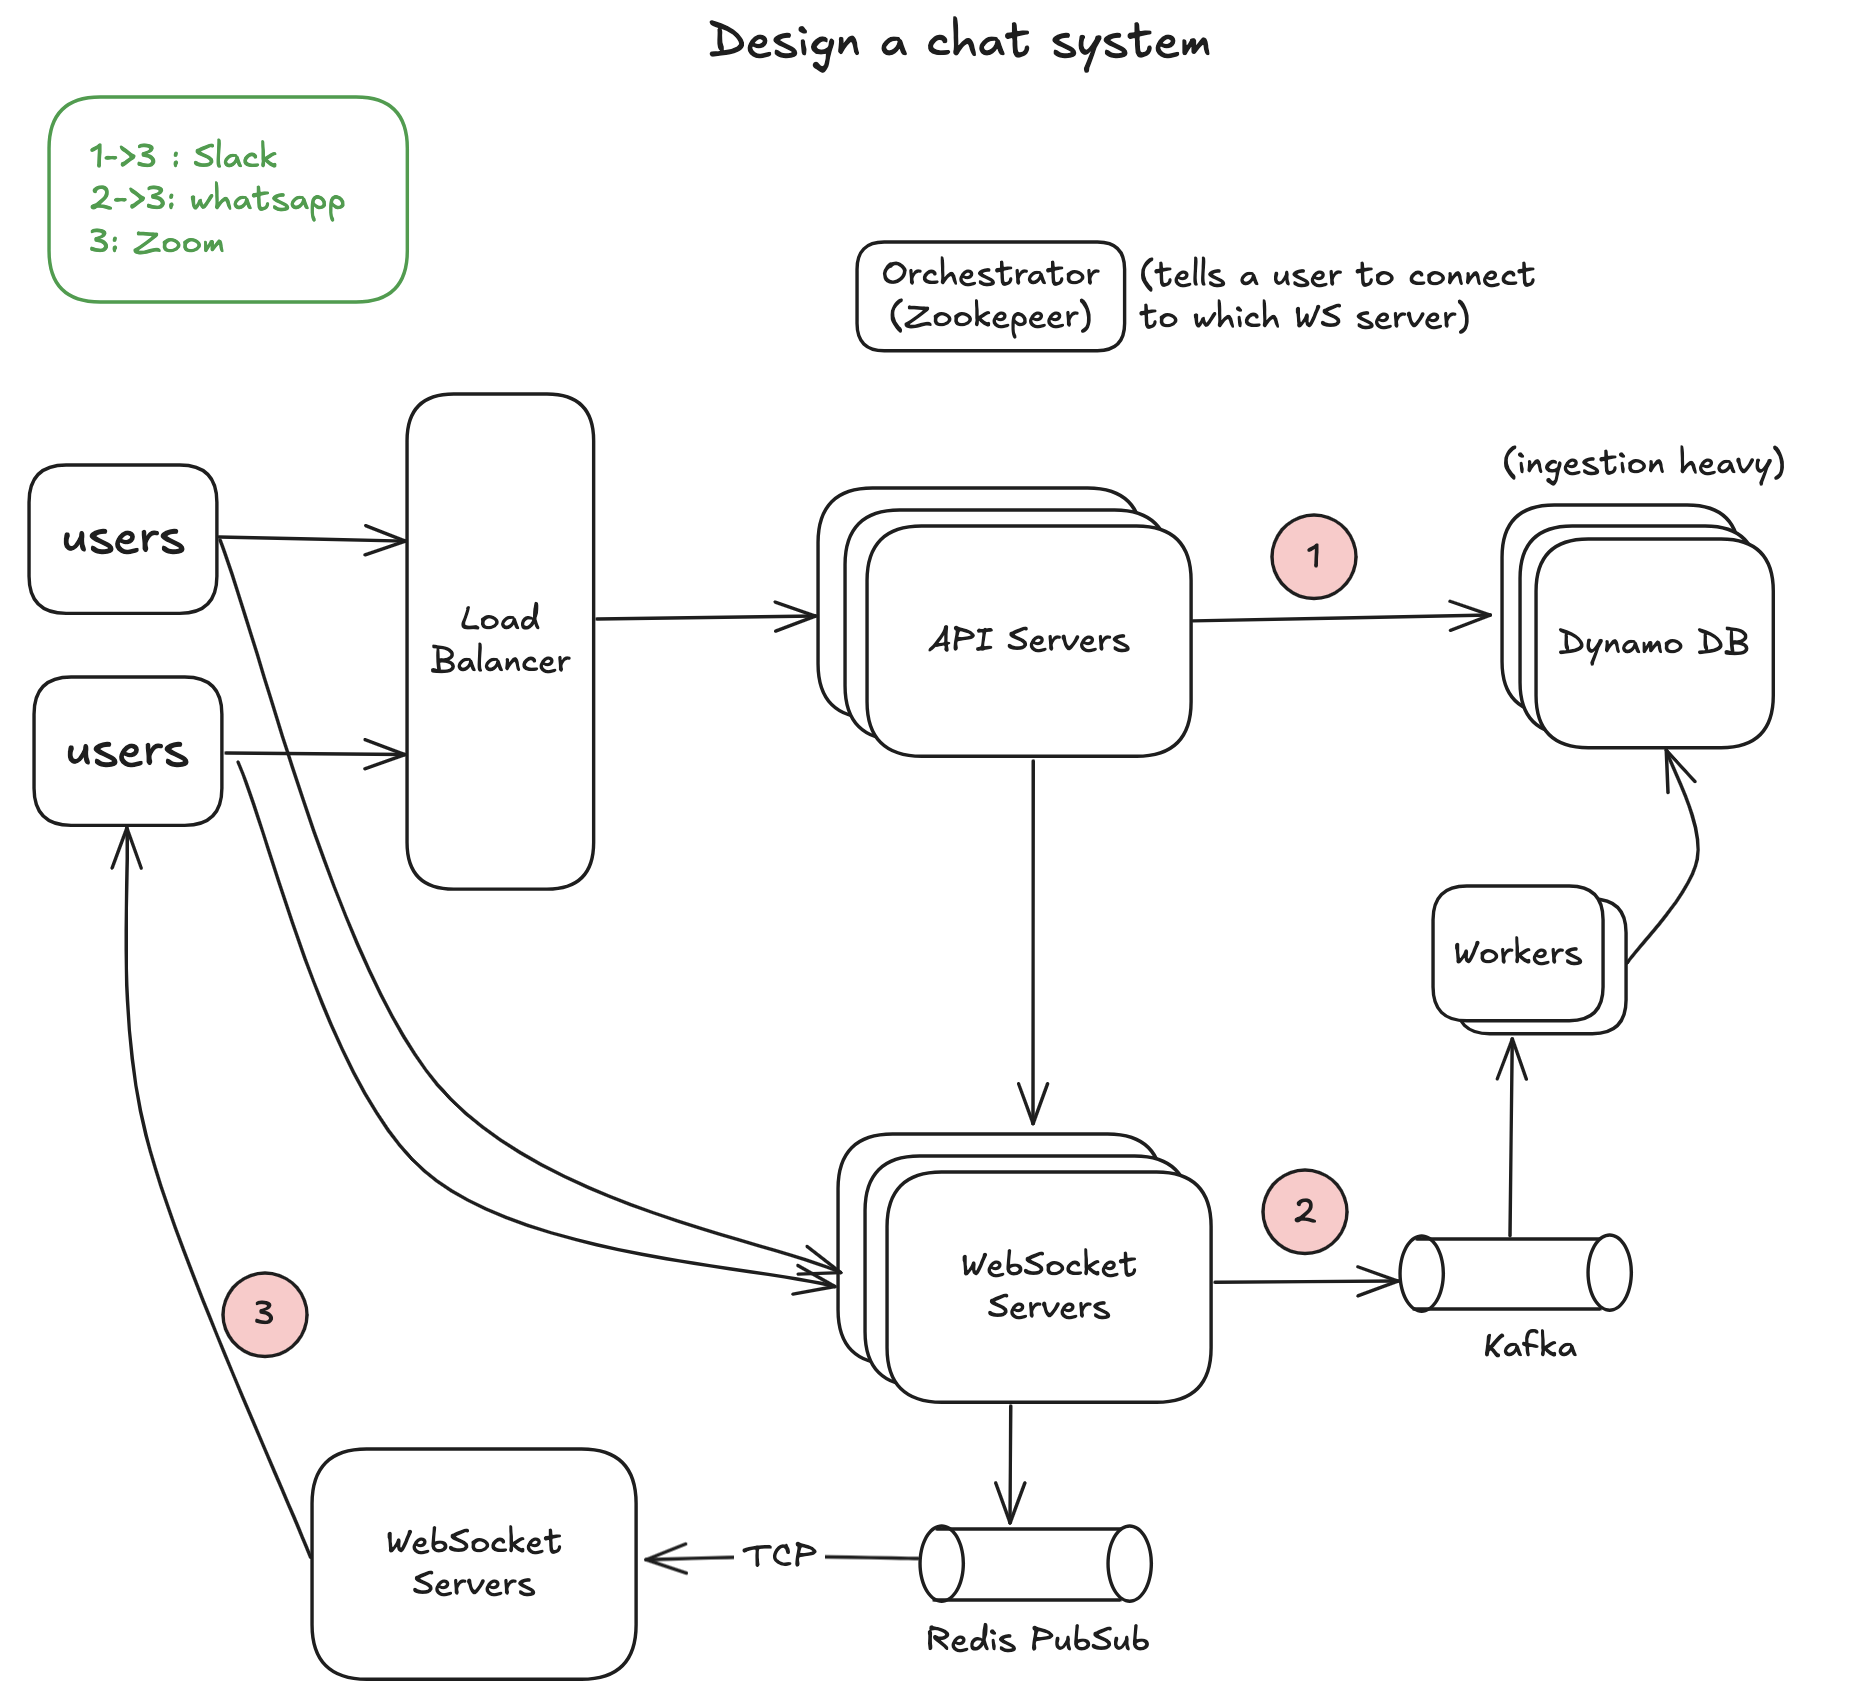 Design a chat system
1->3 : Slack
2->3: whatsapp
3: Zoom
Orchestrator
(Zookepeer)
(tells a user to connect
to which WS server)
users
users
Load
Balancer
API Servers
1
(ingestion heavy)
Dynamo DB
Workers
WebSocket
Servers
2
Kafka
3
WebSocket
Servers
TCP
Redis PubSub